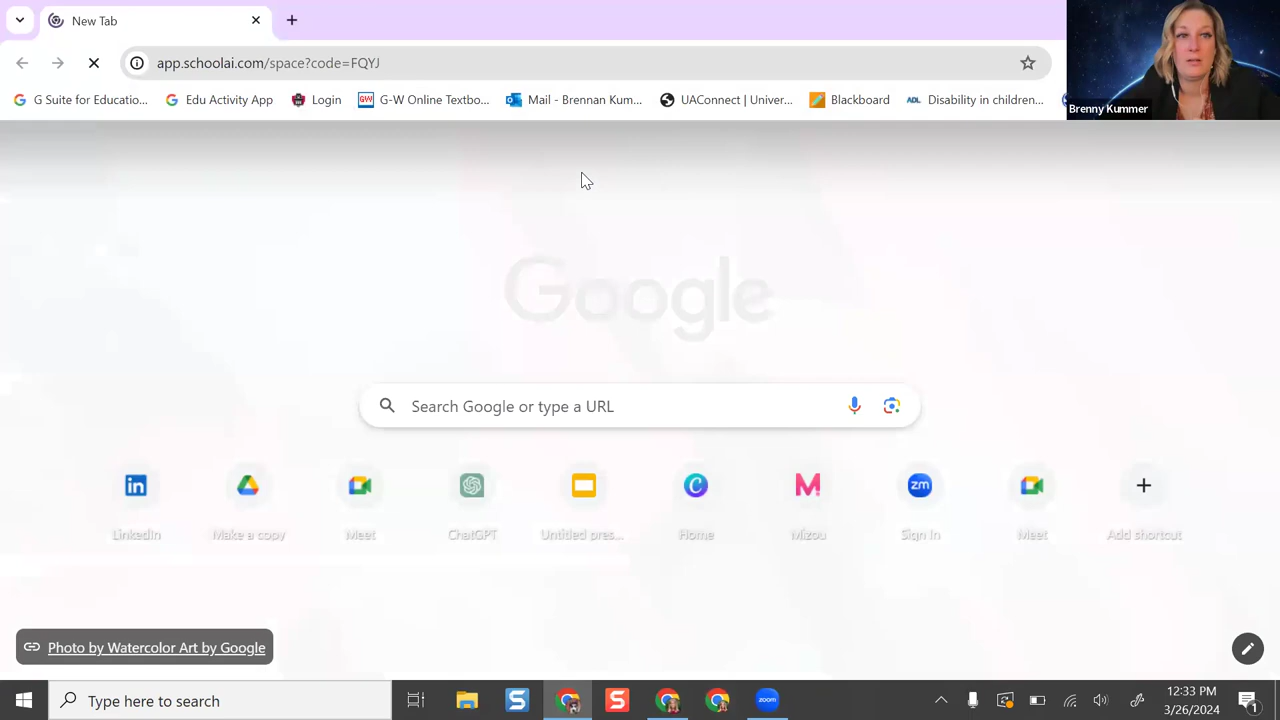 New Tab
app.schoolai.com/space?code=FQYJ
G Suite for Educatio... Edu Activity App Login G-W Online Textbo... Mail - Brennan Kum... UAConnect | Univer... Blackboard Disability in children...
Brenny Kummer
Google
Search Google or type a URL
LinkedIn Make a copy Meet ChatGPT Untitled pres... Home Mizou Sign In Meet Add shortcut
Photo by Watercolor Art by Google
Type here to search
12:33 PM
3/26/2024